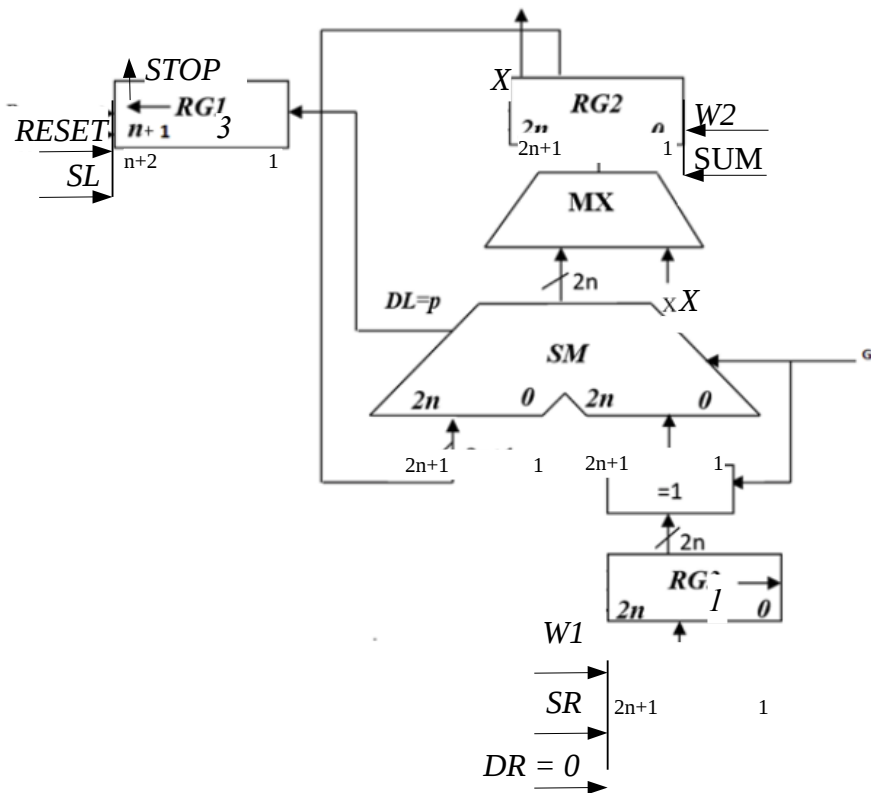 STOP
X
RG1
3
n+ 1
n+2
1
RESET
SL
RG2
2n
0
2n+1
1
W2
SUM
MX
2n
DL=p
X X
SM
G
2n
0
2n
0
2n+1
1
2n+1
1
=1
2n
RG
1
2n
0
W1
SR
2n+1
1
DR = 0